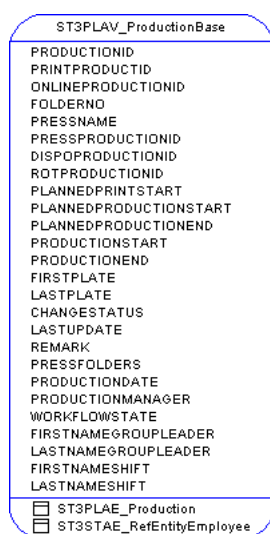 ST3PLAV_ProductionBase
PRODUCTIONID
PRINTPRODUCTID
ONLINEPRODUCTIONID
FOLDERNO
PRESSNAME
PRESSPRODUCTIONID
DISPOPRODUCTIONID
ROTPRODUCTIONID
PLANNEDPRINTSTART
PLANNEDPRODUCTIONSTART
PLANNEDPRODUCTIONEND
PRODUCTIONSTART
PRODUCTIONEND
FIRSTPLATE
LASTPLATE
CHANGESTATUS
LASTUPDATE
REMARK
PRESSFOLDERS
PRODUCTIONDATE
PRODUCTIONMANAGER
WORKFLOWSTATE
FIRSTNAMEGROUPLEADER
LASTNAMEGROUPLEADER
FIRSTNAMESHIFT
LASTNAMESHIFT
ST3PLAE_Production
ST3STAE_RefEntityEmployee